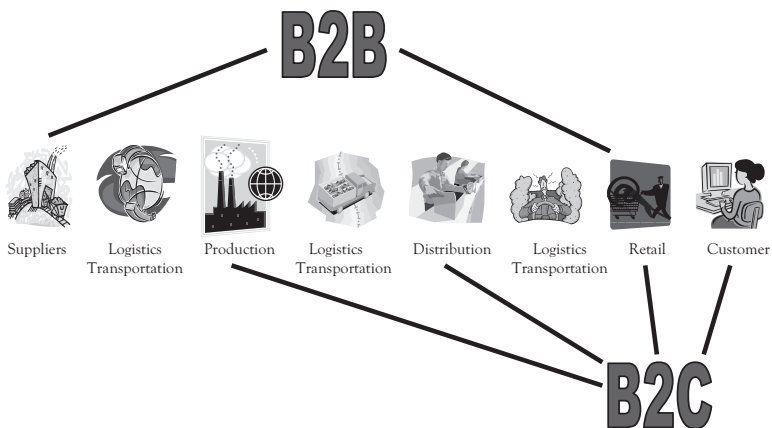 B2B
Suppliers
Logistics
Transportation
Production
Logistics
Transportation
Distribution
Logistics
Transportation
Retail
Customer
B2C